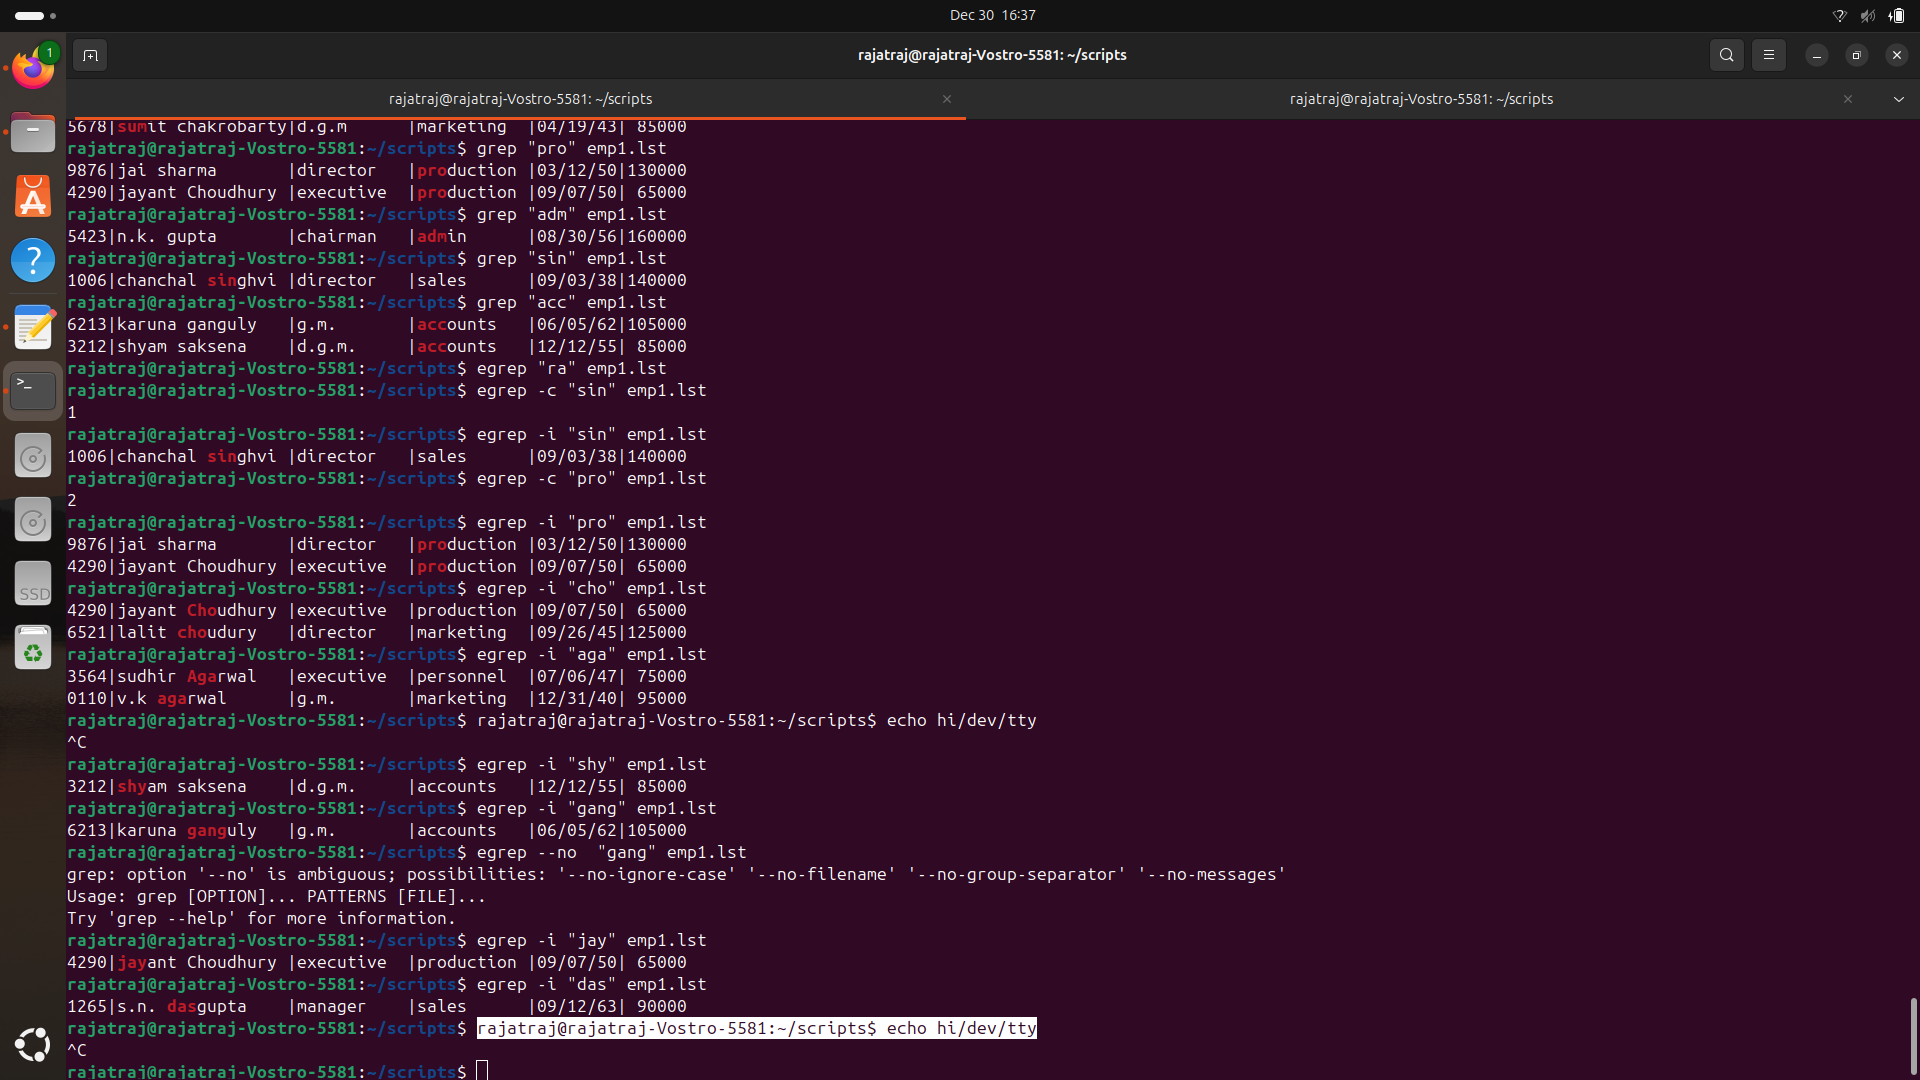 Dec 30 16:37
rajatraj@rajatraj-Vostro-5581: ~/scripts
rajatraj@rajatraj-Vostro-5581: ~/scripts
rajatraj@rajatraj-Vostro-5581: ~/scripts
1
5678|sumit chakrobarty|d.g.m      |marketing  |04/19/43| 85000
rajatraj@rajatraj-Vostro-5581:~/scripts$ grep "pro" emp1.lst
9876|jai sharma       |director   |production |03/12/50|130000
4290|jayant Choudhury |executive  |production |09/07/50| 65000
rajatraj@rajatraj-Vostro-5581:~/scripts$ grep "adm" emp1.lst
5423|n.k. gupta       |chairman   |admin      |08/30/56|160000
rajatraj@rajatraj-Vostro-5581:~/scripts$ grep "sin" emp1.lst
1006|chanchal singhvi |director   |sales      |09/03/38|140000
rajatraj@rajatraj-Vostro-5581:~/scripts$ grep "acc" emp1.lst
6213|karuna ganguly   |g.m.       |accounts   |06/05/62|105000
3212|shyam saksena    |d.g.m.     |accounts   |12/12/55| 85000
rajatraj@rajatraj-Vostro-5581:~/scripts$ egrep "ra" emp1.lst
rajatraj@rajatraj-Vostro-5581:~/scripts$ egrep -c "sin" emp1.lst
1
rajatraj@rajatraj-Vostro-5581:~/scripts$ egrep -i "sin" emp1.lst
1006|chanchal singhvi |director   |sales      |09/03/38|140000
rajatraj@rajatraj-Vostro-5581:~/scripts$ egrep -c "pro" emp1.lst
2
rajatraj@rajatraj-Vostro-5581:~/scripts$ egrep -i "pro" emp1.lst
9876|jai sharma       |director   |production |03/12/50|130000
4290|jayant Choudhury |executive  |production |09/07/50| 65000
rajatraj@rajatraj-Vostro-5581:~/scripts$ egrep -i "cho" emp1.lst
4290|jayant Choudhury |executive  |production |09/07/50| 65000
6521|lalit choudury   |director   |marketing  |09/26/45|125000
rajatraj@rajatraj-Vostro-5581:~/scripts$ egrep -i "aga" emp1.lst
3564|sudhir Agarwal   |executive  |personnel  |07/06/47| 75000
0110|v.k agarwal      |g.m.       |marketing  |12/31/40| 95000
rajatraj@rajatraj-Vostro-5581:~/scripts$ rajatraj@rajatraj-Vostro-5581:~/scripts$ echo hi/dev/tty
^C
rajatraj@rajatraj-Vostro-5581:~/scripts$ egrep -i "shy" emp1.lst
3212|shyam saksena    |d.g.m.     |accounts   |12/12/55| 85000
rajatraj@rajatraj-Vostro-5581:~/scripts$ egrep -i "gang" emp1.lst
6213|karuna ganguly   |g.m.       |accounts   |06/05/62|105000
rajatraj@rajatraj-Vostro-5581:~/scripts$ egrep --no  "gang" emp1.lst
grep: option '--no' is ambiguous; possibilities: '--no-ignore-case' '--no-filename' '--no-group-separator' '--no-messages'
Usage: grep [OPTION]... PATTERNS [FILE]...
Try 'grep --help' for more information.
rajatraj@rajatraj-Vostro-5581:~/scripts$ egrep -i "jay" emp1.lst
4290|jayant Choudhury |executive  |production |09/07/50| 65000
rajatraj@rajatraj-Vostro-5581:~/scripts$ egrep -i "das" emp1.lst
1265|s.n. dasgupta    |manager    |sales      |09/12/63| 90000
rajatraj@rajatraj-Vostro-5581:~/scripts$ rajatraj@rajatraj-Vostro-5581:~/scripts$ echo hi/dev/tty
^C
rajatraj@rajatraj-Vostro-5581:~/scripts$
SSD